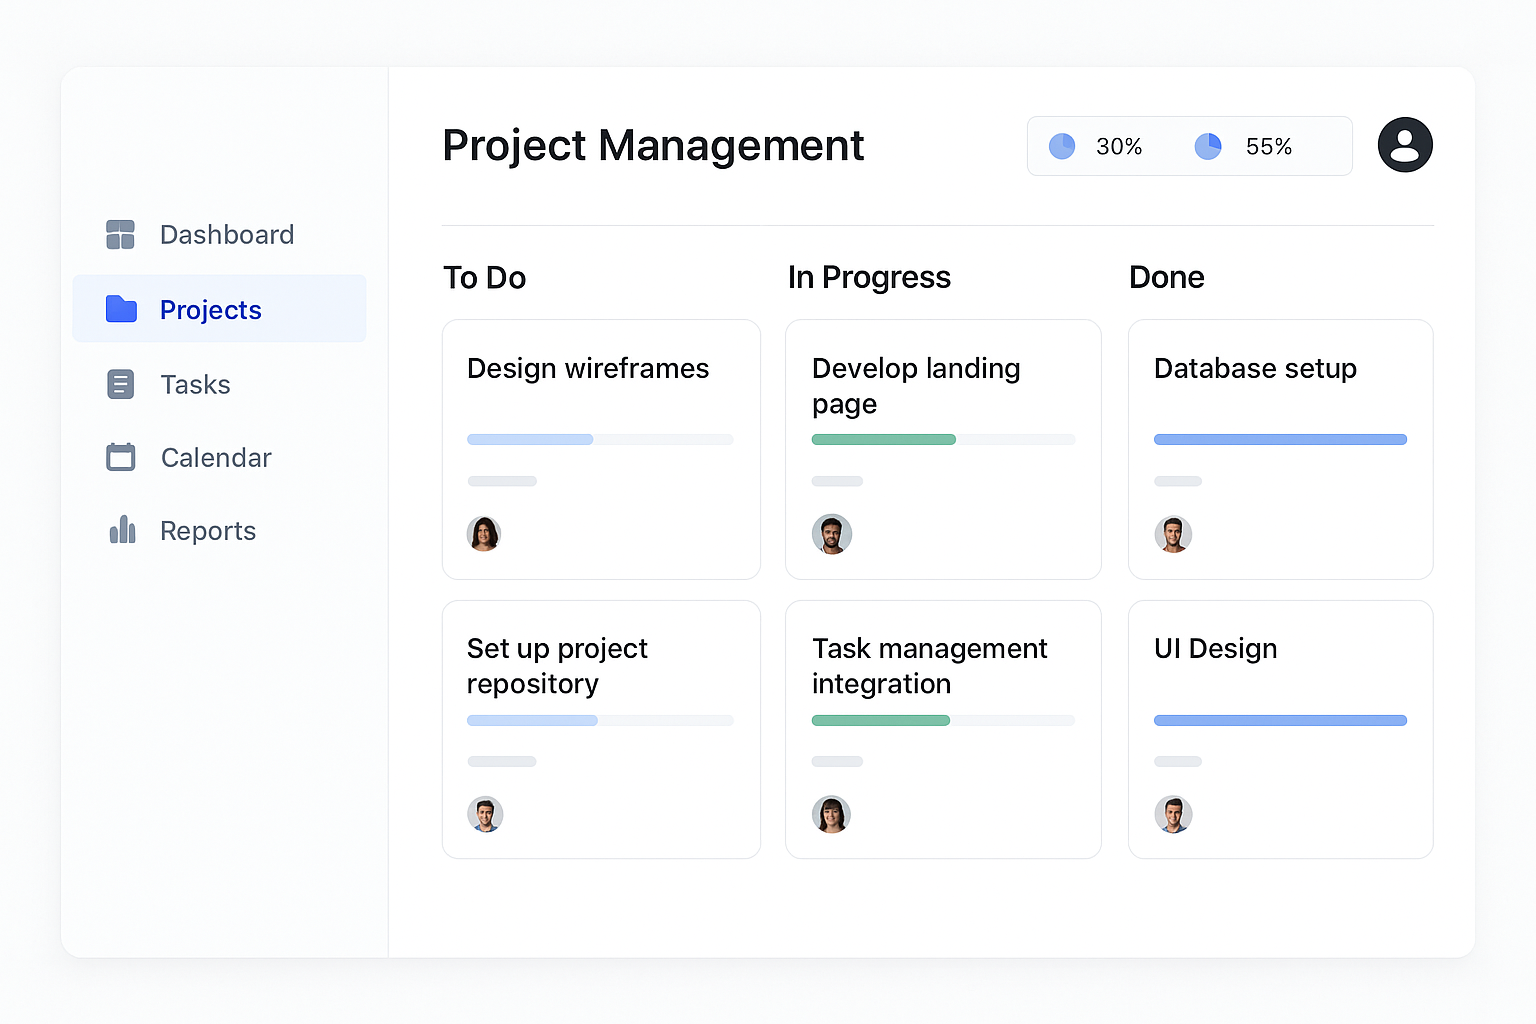 Project Management
30%
55%
Dashboard
Projects
Tasks
Calendar
Reports
To Do
Design wireframes
Set up project
repository
In Progress
Develop landing
page
Task management
integration
Done
Database setup
UI Design